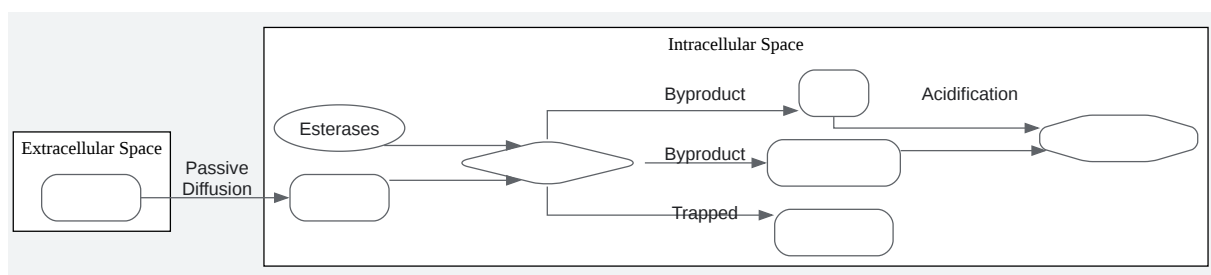 Intracellular Space
Byproduct
Acidification
Esterases
Extracellular Space
Passive
Diffusion
Byproduct
Trapped